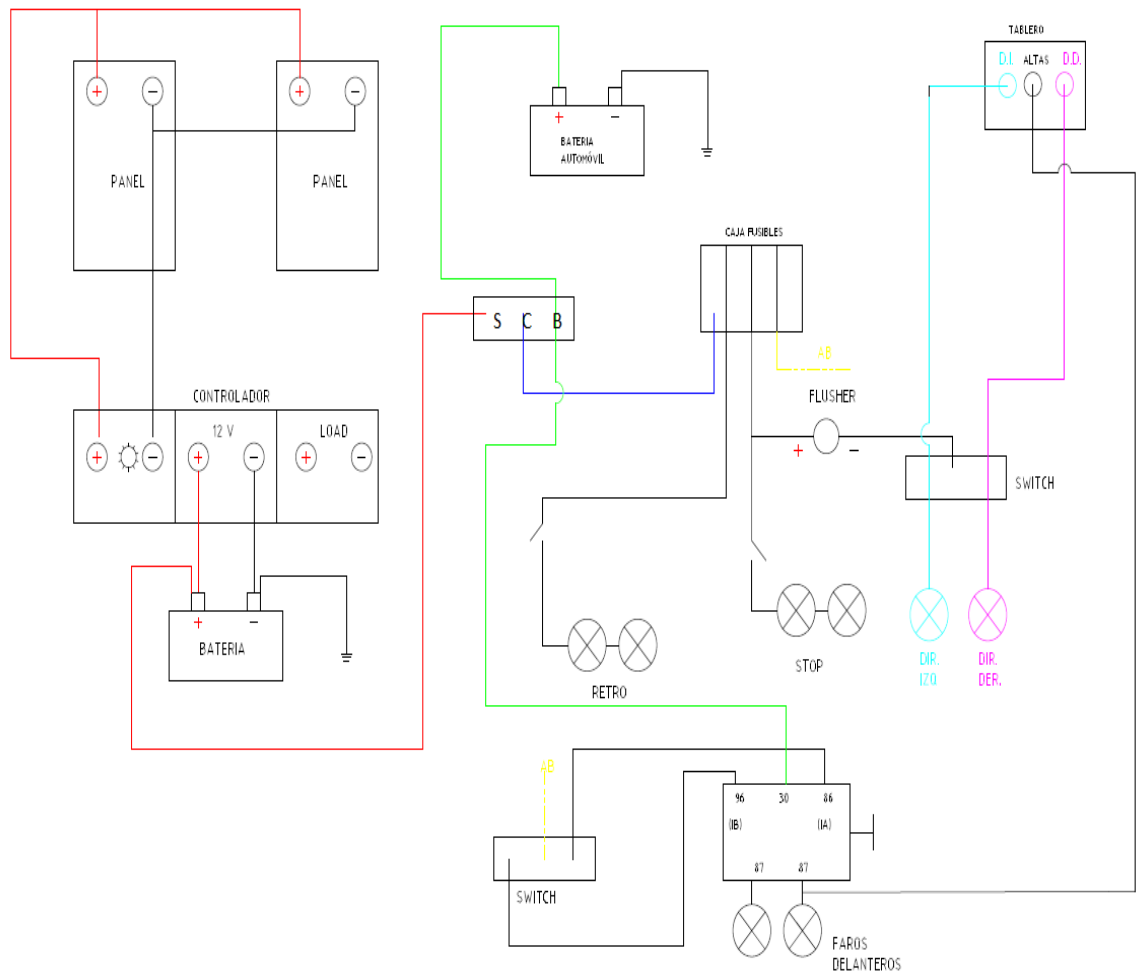 TABLERO
D.I. ALTAS D.D.
+ − + −
PANEL PANEL
+ −
BATERIA
AUTOMÓVIL
CAJA FUSIBLES
S C B
AB
FLUSHER
+ −
SWITCH
CONTROLADOR
12 V LOAD
+ − + − + −
+ −
BATERIA
RETRO
STOP
DIR.
IZQ.
DIR.
DER.
AB
SWITCH
96 30 86
(IB) (IA)
87 87
FAROS
DELANTEROS